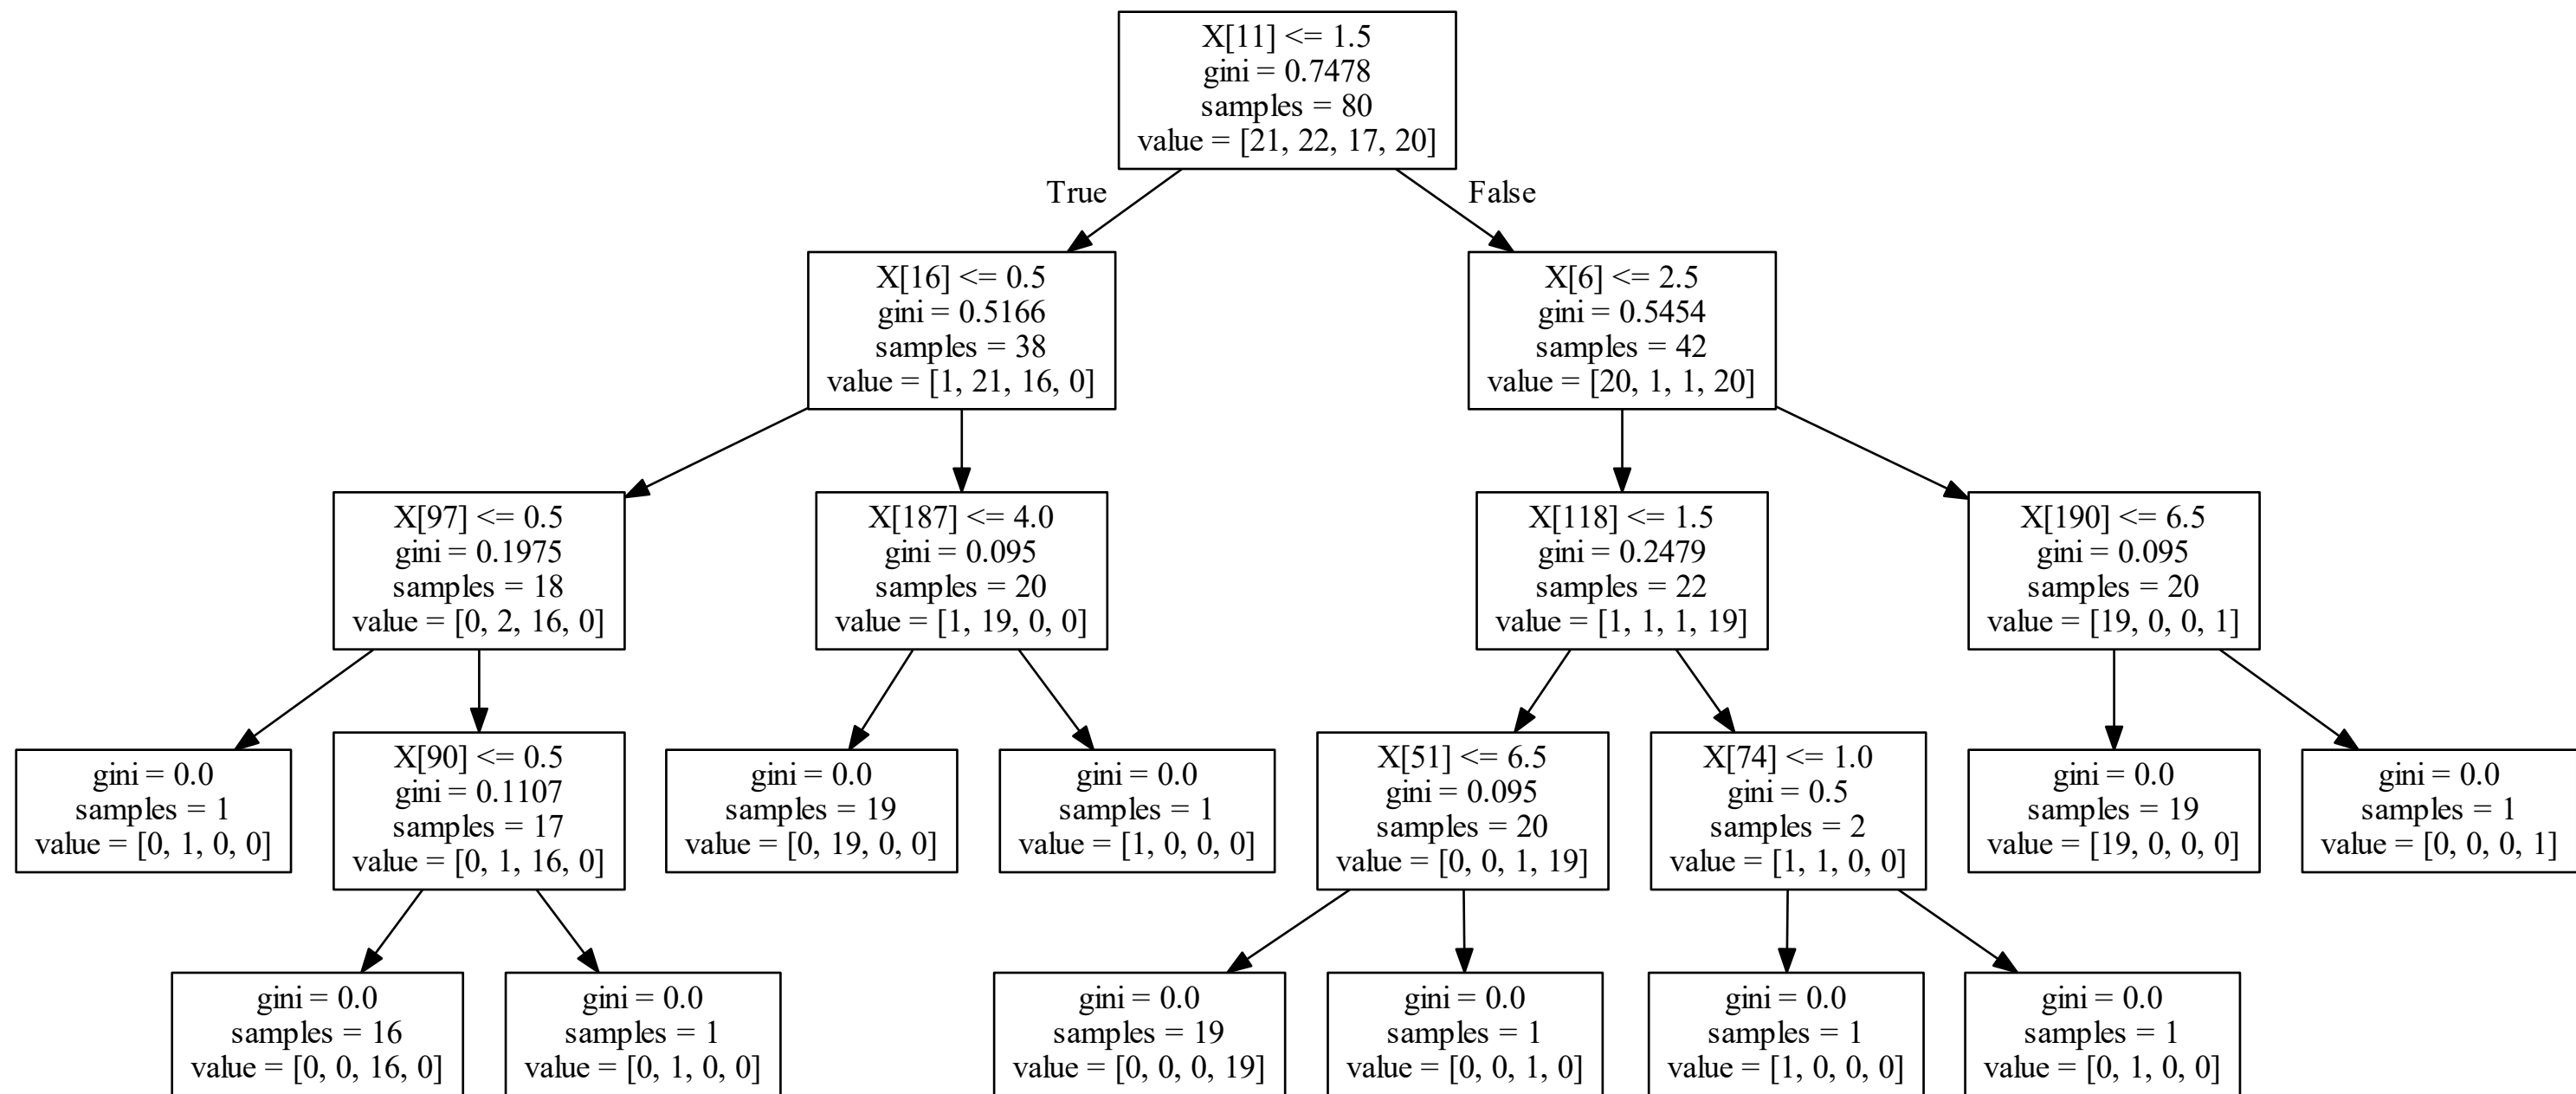 X[11] <= 1.5
gini = 0.7478
samples = 80
value = [21, 22, 17, 20]
True
False
X[16] <= 0.5
gini = 0.5166
samples = 38
value = [1, 21, 16, 0]
X[6] <= 2.5
gini = 0.5454
samples = 42
value = [20, 1, 1, 20]
X[97] <= 0.5
gini = 0.1975
samples = 18
value = [0, 2, 16, 0]
X[187] <= 4.0
gini = 0.095
samples = 20
value = [1, 19, 0, 0]
X[118] <= 1.5
gini = 0.2479
samples = 22
value = [1, 1, 1, 19]
X[190] <= 6.5
gini = 0.095
samples = 20
value = [19, 0, 0, 1]
gini = 0.0
samples = 1
value = [0, 1, 0, 0]
X[90] <= 0.5
gini = 0.1107
samples = 17
value = [0, 1, 16, 0]
gini = 0.0
samples = 19
value = [0, 19, 0, 0]
gini = 0.0
samples = 1
value = [1, 0, 0, 0]
X[51] <= 6.5
gini = 0.095
samples = 20
value = [0, 0, 1, 19]
X[74] <= 1.0
gini = 0.5
samples = 2
value = [1, 1, 0, 0]
gini = 0.0
samples = 19
value = [19, 0, 0, 0]
gini = 0.0
samples = 1
value = [0, 0, 0, 1]
gini = 0.0
samples = 16
value = [0, 0, 16, 0]
gini = 0.0
samples = 1
value = [0, 1, 0, 0]
gini = 0.0
samples = 19
value = [0, 0, 0, 19]
gini = 0.0
samples = 1
value = [0, 0, 1, 0]
gini = 0.0
samples = 1
value = [1, 0, 0, 0]
gini = 0.0
samples = 1
value = [0, 1, 0, 0]